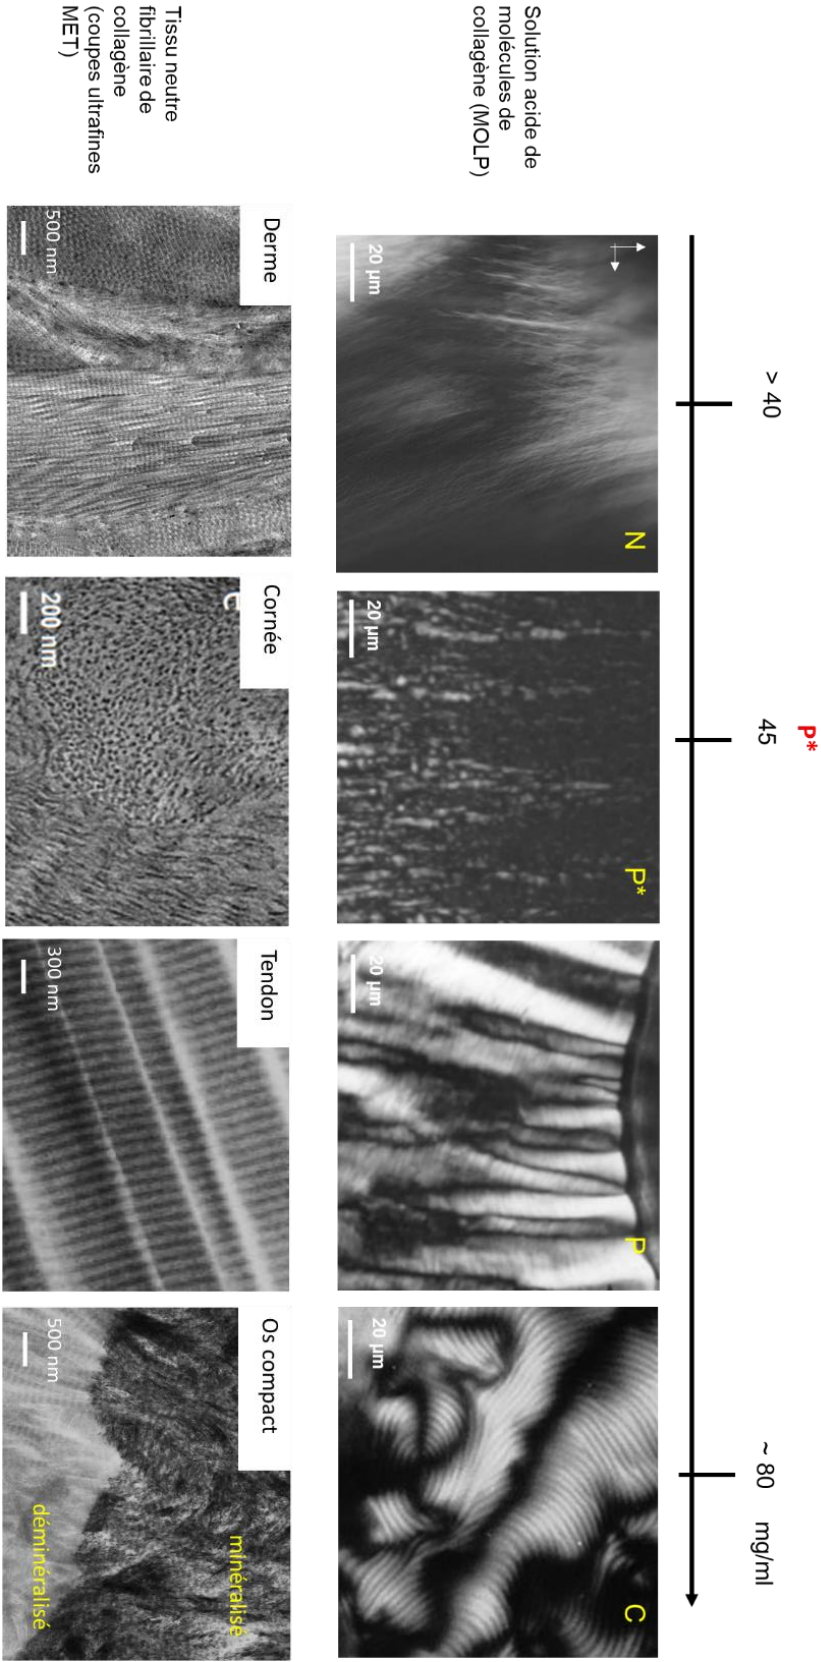 P*
> 40
45
~ 80
mg/ml
Solution acide de
molécules de
collagène (MOLP)
N
20 µm
P*
20 µm
P
20 µm
C
20 µm
Tissu neutre
fibrillaire de
collagène
(coupes ultrafines
MET)
Derme
500 nm
Cornée
200 nm
Tendon
300 nm
Os compact
minéralisé
déminéralisé
500 nm